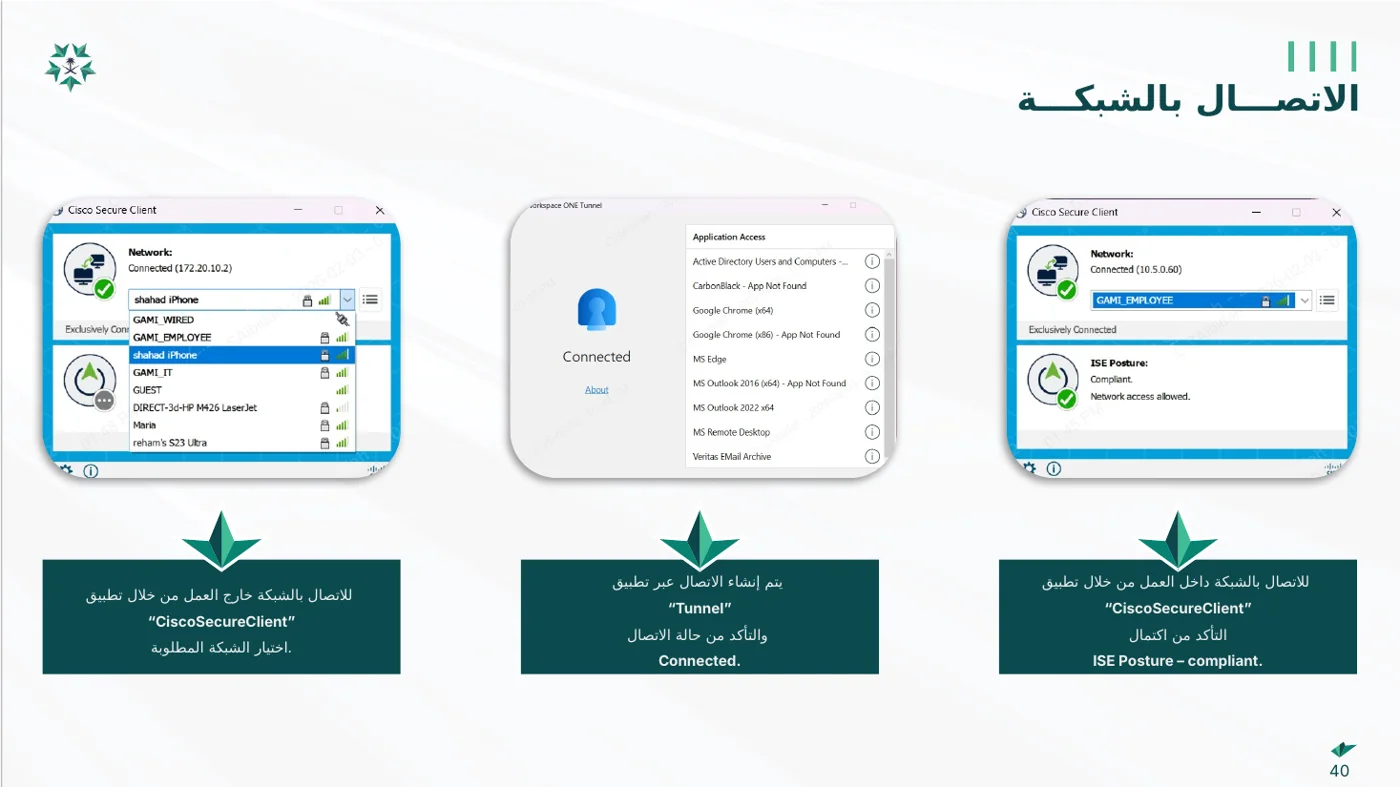 الاتصـــال بالشبكـــة
Cisco Secure Client
Network:
Connected (10.5.0.60)
GAMI_EMPLOYEE
Exclusively Connected
ISE Posture:
Compliant.
Network access allowed.
للاتصال بالشبكة داخل العمل من خلال تطبيق
“CiscoSecureClient”
التأكد من اكتمال
ISE Posture – compliant.
orkspace ONE Tunnel
Connected
About
Application Access
Active Directory Users and Computers -...
CarbonBlack - App Not Found
Google Chrome (x64)
Google Chrome (x86) - App Not Found
MS Edge
MS Outlook 2016 (x64) - App Not Found
MS Outlook 2022 x64
MS Remote Desktop
Veritas EMail Archive
يتم إنشاء الاتصال عبر تطبيق
“Tunnel”
والتأكد من حالة الاتصال
Connected.
Cisco Secure Client
Network:
Connected (172.20.10.2)
shahad iPhone
GAMI_WIRED
GAMI_EMPLOYEE
shahad iPhone
GAMI_IT
GUEST
DIRECT-3d-HP M426 LaserJet
Maria
reham's S23 Ultra
Exclusively Conn
للاتصال بالشبكة خارج العمل من خلال تطبيق
“CiscoSecureClient”
اختيار الشبكة المطلوبة.
40